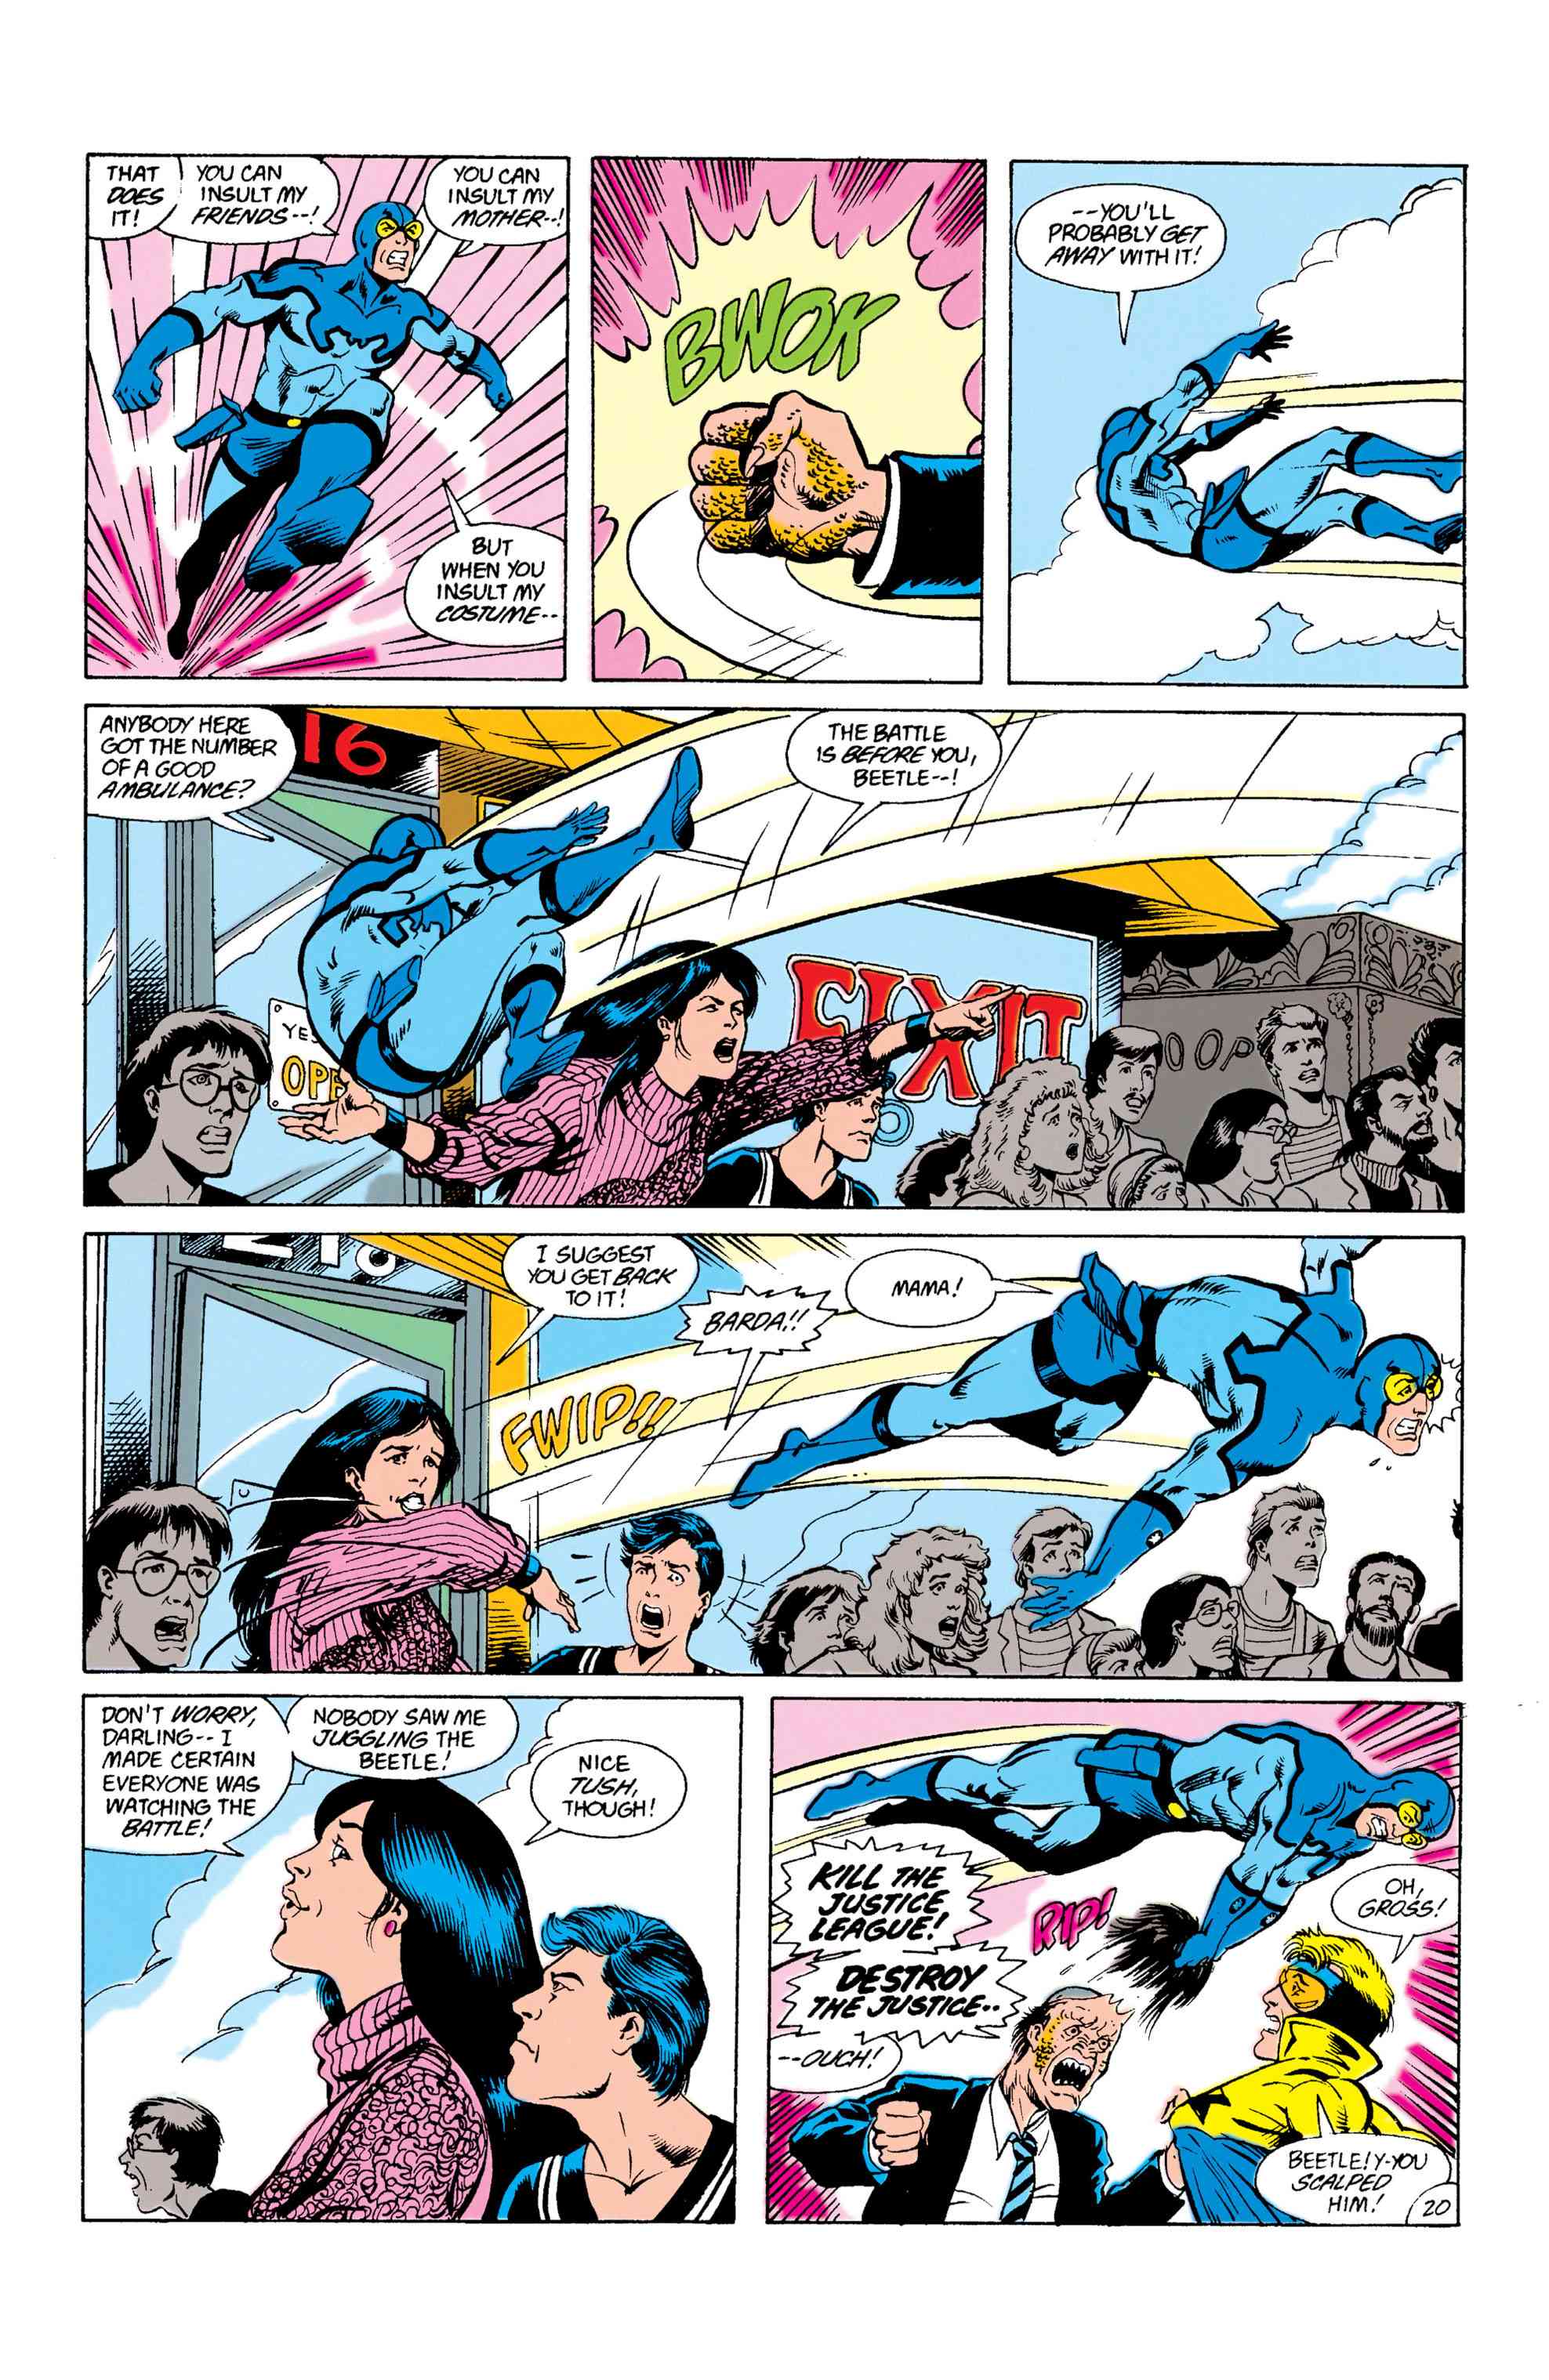 THAT
DOES
IT!
YOU CAN
INSULT MY
FRIENDS--!
YOU CAN
INSULT MY
MOTHER--!
BUT
WHEN YOU
INSULT MY
COSTUME--
BWOK
--YOU'LL
PROBABLY GET
AWAY WITH IT!
ANYBODY HERE
GOT THE NUMBER
OF A GOOD
AMBULANCE?
16
THE BATTLE
IS BEFORE YOU,
BEETLE--!
YES
OPE
FIXIT
OOP
I SUGGEST
YOU GET BACK
TO IT!
BARDA!!
MAMA!
FWIP!!
DON'T WORRY,
DARLING-- I
MADE CERTAIN
EVERYONE WAS
WATCHING THE
BATTLE!
NOBODY SAW ME
JUGGLING THE
BEETLE!
NICE
TUSH,
THOUGH!
KILL THE
JUSTICE
LEAGUE!
DESTROY
THE JUSTICE--
--OUCH!
RIP!
OH,
GROSS!
BEETLE! Y-YOU
SCALPED
HIM!
20